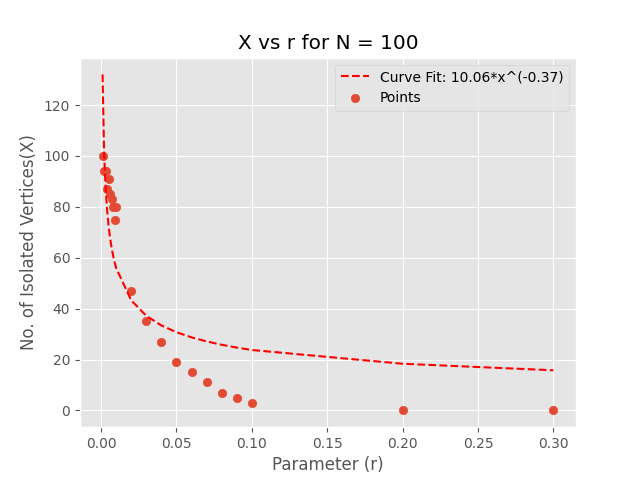 X vs r for N = 100
Curve Fit: 10.06*x^(-0.37)
Points
No. of Isolated Vertices(X)
120
100
80
60
40
20
0
0.00 0.05 0.10 0.15 0.20 0.25 0.30
Parameter (r)